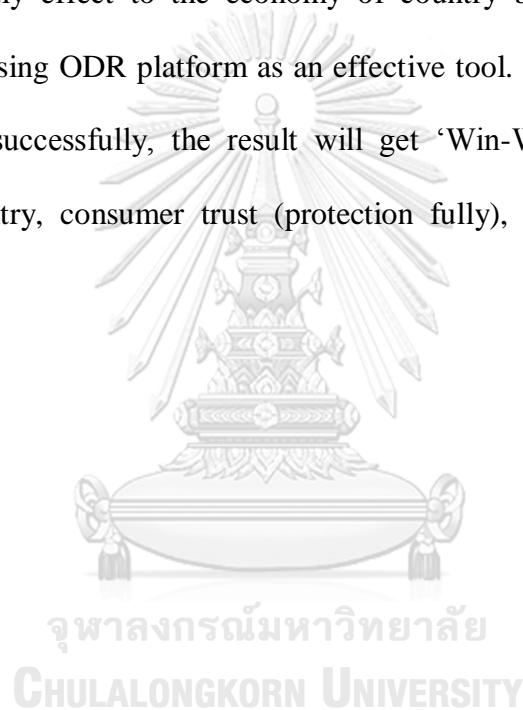 effect to the economy of country
sing ODR platform as an effective tool.
successfully, the result will get ‘Win-W
try, consumer trust (protection fully),
จุฬาลงกรณ์มหาวิทยาลัย
CHULALONGKORN UNIVERSITY